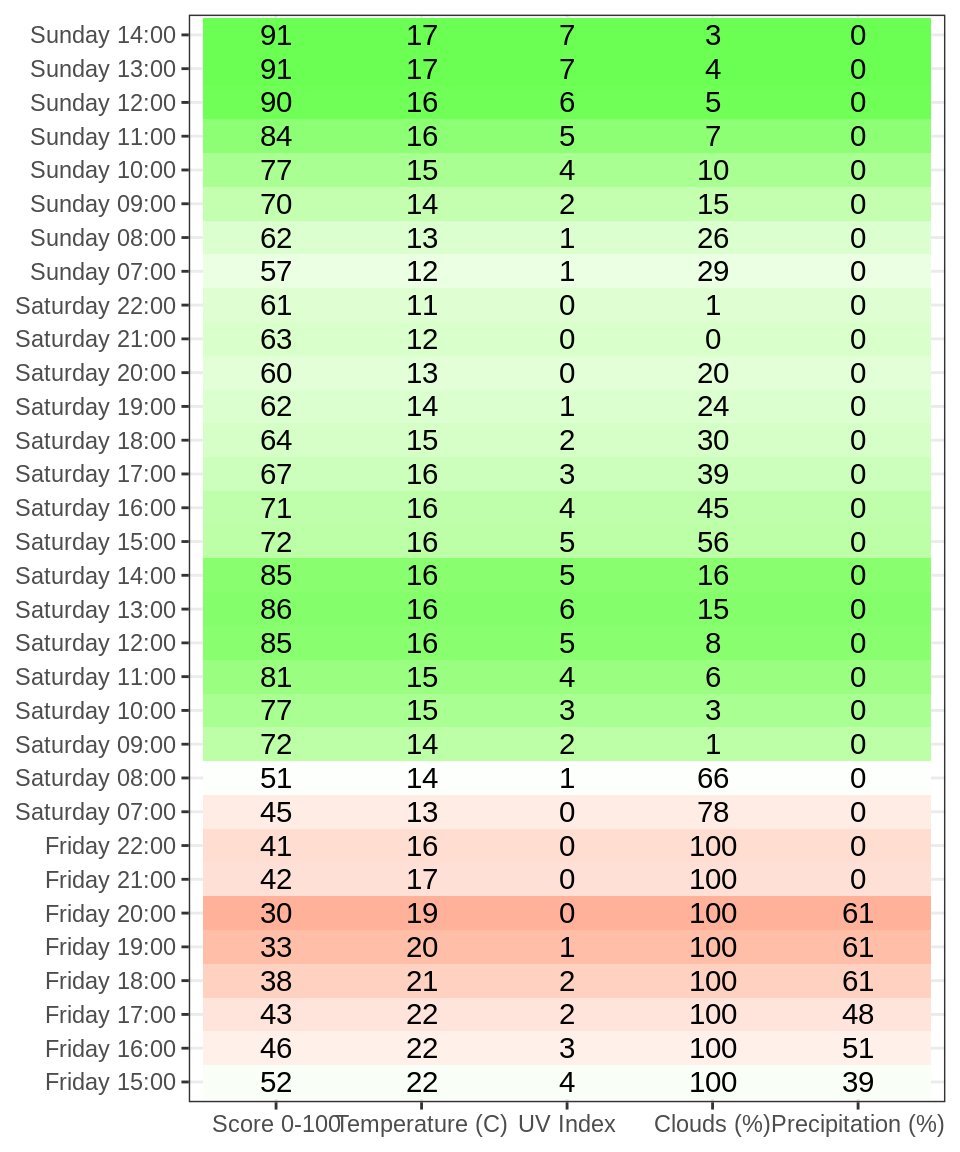 Sunday 14:00 91 17 7 3 0
Sunday 13:00 91 17 7 4 0
Sunday 12:00 90 16 6 5 0
Sunday 11:00 84 16 5 7 0
Sunday 10:00 77 15 4 10 0
Sunday 09:00 70 14 2 15 0
Sunday 08:00 62 13 1 26 0
Sunday 07:00 57 12 1 29 0
Saturday 22:00 61 11 0 1 0
Saturday 21:00 63 12 0 0 0
Saturday 20:00 60 13 0 20 0
Saturday 19:00 62 14 1 24 0
Saturday 18:00 64 15 2 30 0
Saturday 17:00 67 16 3 39 0
Saturday 16:00 71 16 4 45 0
Saturday 15:00 72 16 5 56 0
Saturday 14:00 85 16 5 16 0
Saturday 13:00 86 16 6 15 0
Saturday 12:00 85 16 5 8 0
Saturday 11:00 81 15 4 6 0
Saturday 10:00 77 15 3 3 0
Saturday 09:00 72 14 2 1 0
Saturday 08:00 51 14 1 66 0
Saturday 07:00 45 13 0 78 0
Friday 22:00 41 16 0 100 0
Friday 21:00 42 17 0 100 0
Friday 20:00 30 19 0 100 61
Friday 19:00 33 20 1 100 61
Friday 18:00 38 21 2 100 61
Friday 17:00 43 22 2 100 48
Friday 16:00 46 22 3 100 51
Friday 15:00 52 22 4 100 39
Score 0-100 Temperature (C) UV Index Clouds (%) Precipitation (%)